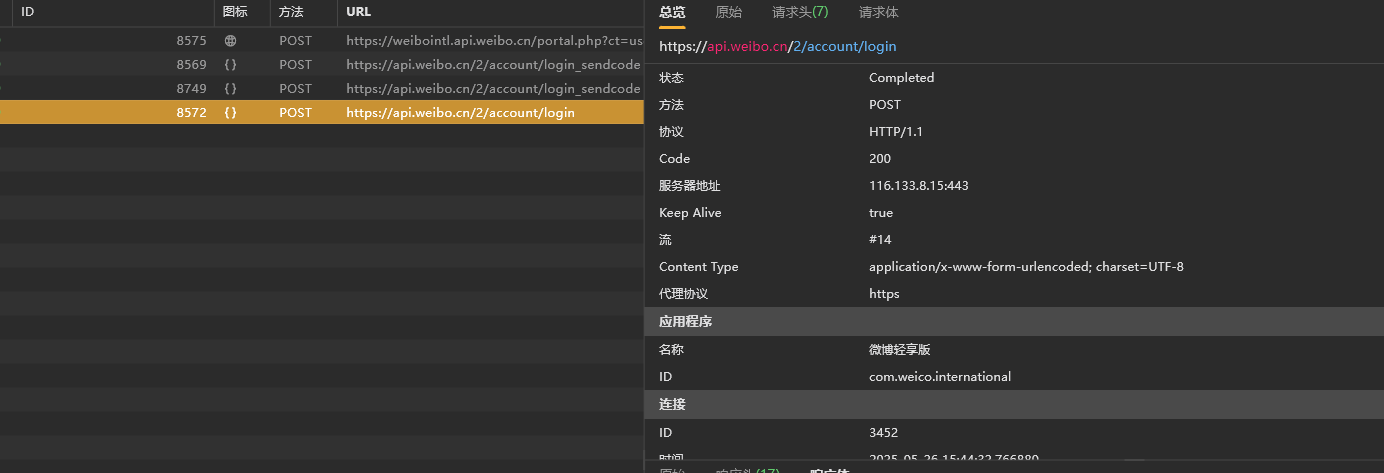 ID 图标 方法 URL
8575 POST https://weibointl.api.weibo.cn/portal.php?ct=us
8569 {} POST https://api.weibo.cn/2/account/login_sendcode
8749 {} POST https://api.weibo.cn/2/account/login_sendcode
8572 {} POST https://api.weibo.cn/2/account/login
总览 原始 请求头(7) 请求体
https://api.weibo.cn/2/account/login
状态 Completed
方法 POST
协议 HTTP/1.1
Code 200
服务器地址 116.133.8.15:443
Keep Alive true
流 #14
Content Type application/x-www-form-urlencoded; charset=UTF-8
代理协议 https
应用程序
名称 微博轻享版
ID com.weico.international
连接
ID 3452
时间 2025-05-26 15:44:32.766880
原始 响应头(17) 响应体